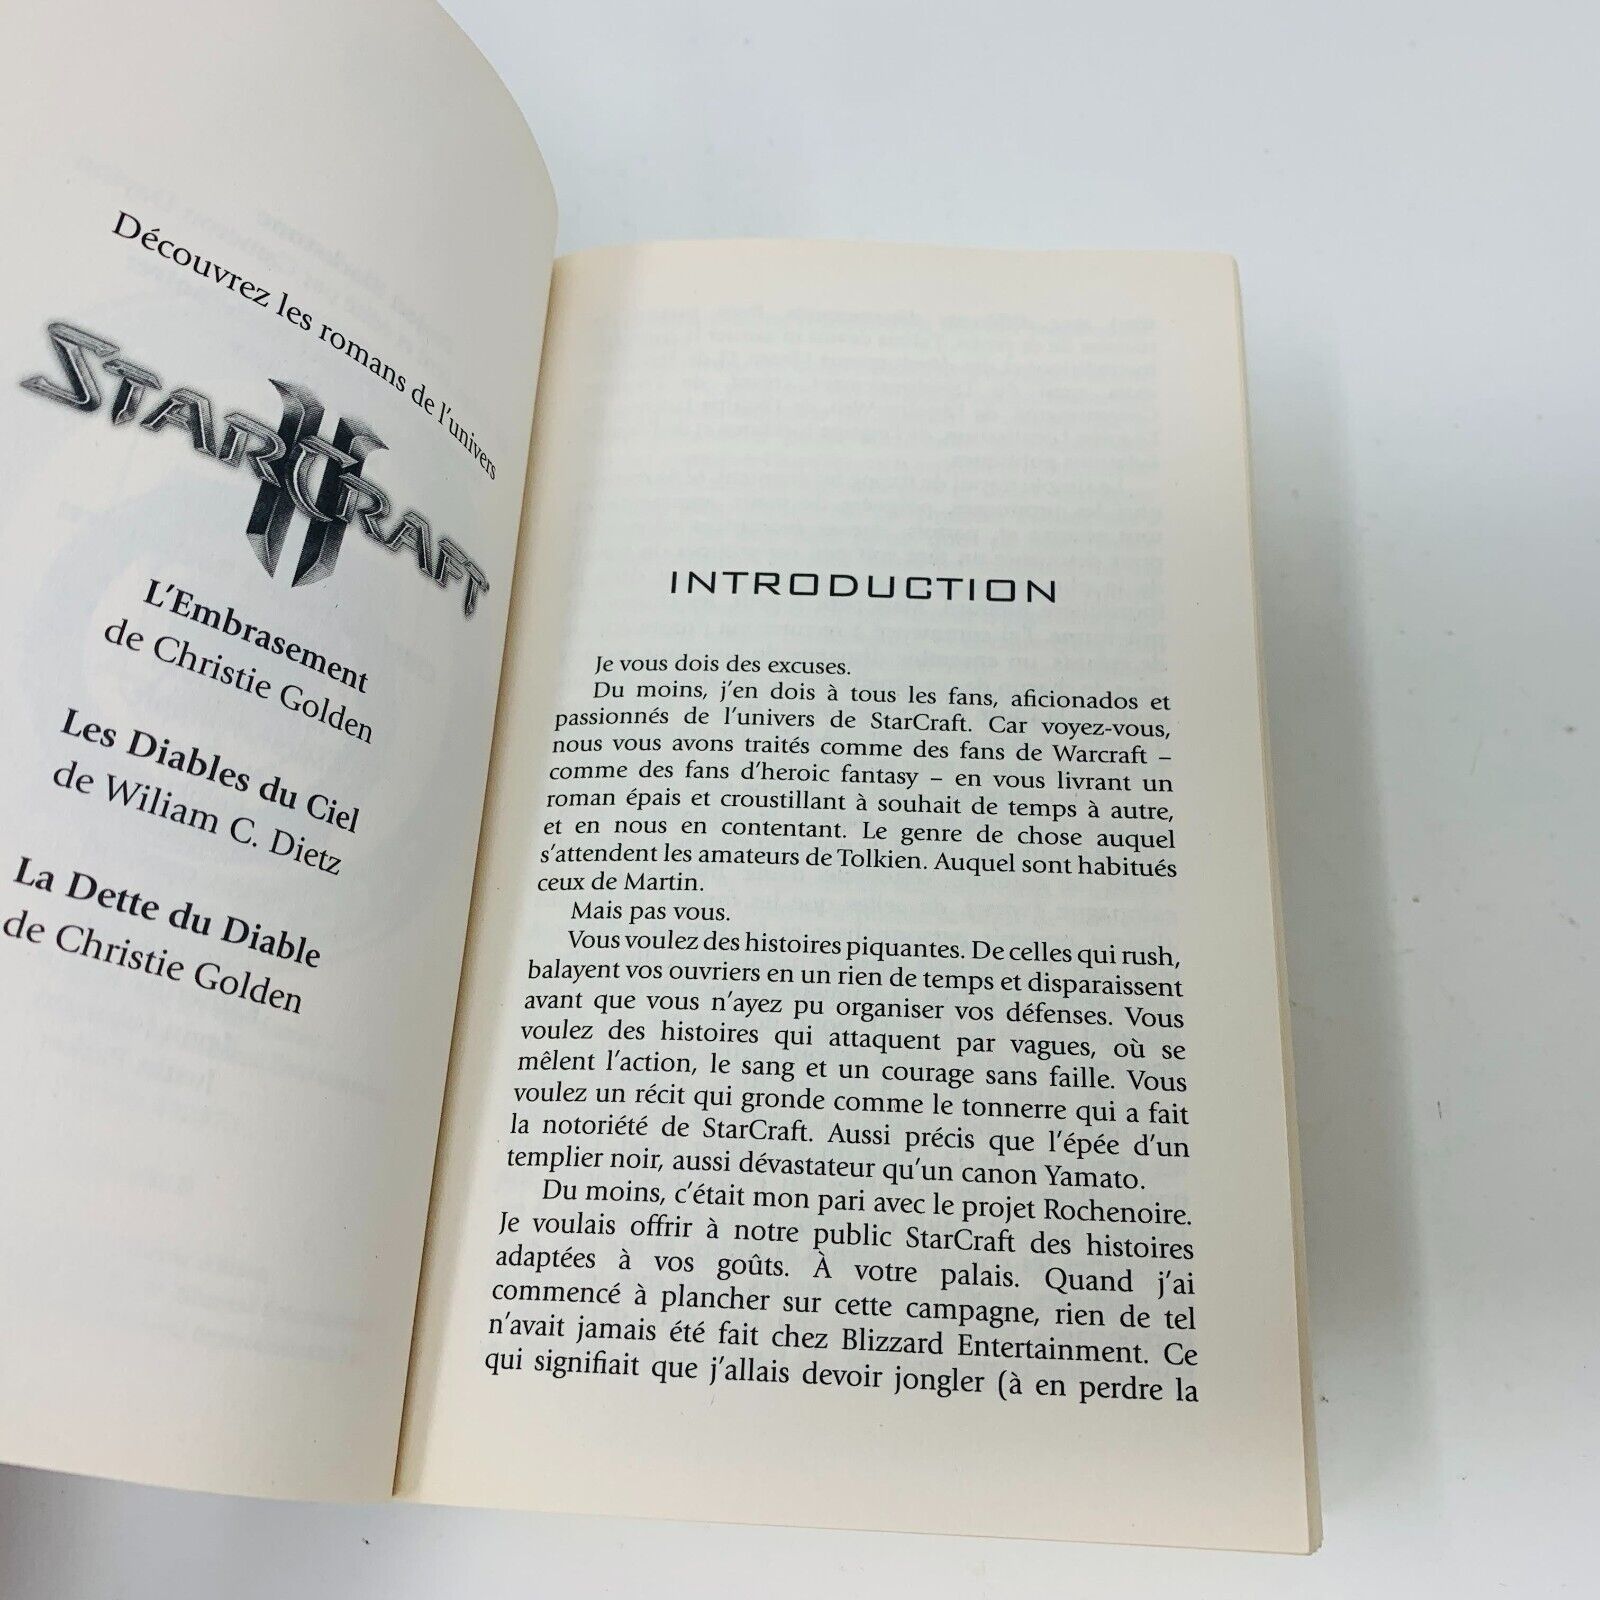 Découvrez les romans de l'univers
STARCRAFT
II
L'Embrasement
de Christie Golden
Les Diables du Ciel
de Wiliam C. Dietz
La Dette du Diable
de Christie Golden
INTRODUCTION
Je vous dois des excuses.
Du moins, j'en dois à tous les fans, aficionados et
passionnés de l'univers de StarCraft. Car voyez-vous,
nous vous avons traités comme des fans de Warcraft –
comme des fans d'heroic fantasy – en vous livrant un
roman épais et croustillant à souhait de temps à autre,
et en nous en contentant. Le genre de chose auquel
s'attendent les amateurs de Tolkien. Auquel sont habitués
ceux de Martin.
Mais pas vous.
Vous voulez des histoires piquantes. De celles qui rush,
balayent vos ouvriers en un rien de temps et disparaissent
avant que vous n'ayez pu organiser vos défenses. Vous
voulez des histoires qui attaquent par vagues, où se
mêlent l'action, le sang et un courage sans faille. Vous
voulez un récit qui gronde comme le tonnerre qui a fait
la notoriété de StarCraft. Aussi précis que l'épée d'un
templier noir, aussi dévastateur qu'un canon Yamato.
Du moins, c'était mon pari avec le projet Rochenoire.
Je voulais offrir à notre public StarCraft des histoires
adaptées à vos goûts. À votre palais. Quand j'ai
commencé à plancher sur cette campagne, rien de tel
n'avait jamais été fait chez Blizzard Entertainment. Ce
qui signifiait que j'allais devoir jongler (à en perdre la